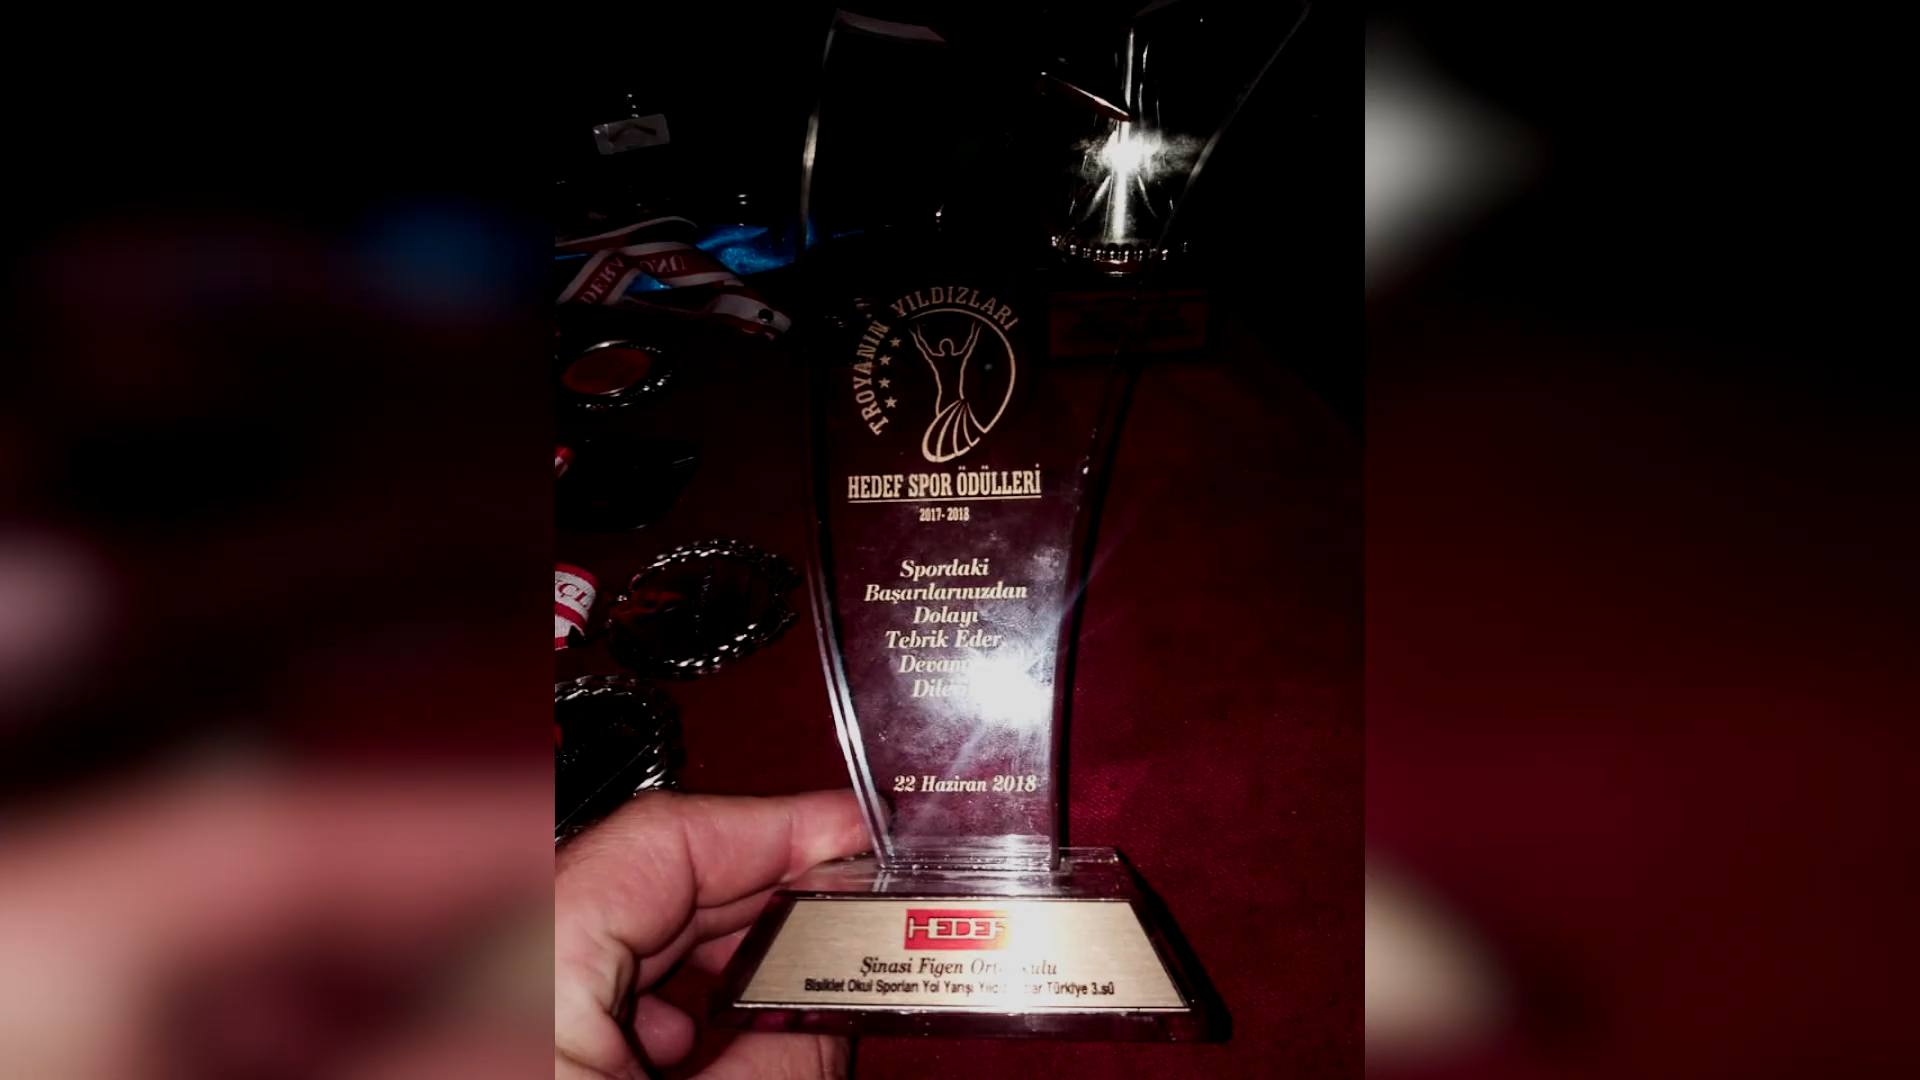 TROYANIN YILDIZLARI
HEDEF SPOR ÖDÜLLERİ
2017-2018
Spordaki
Başarılarınızdan
Dolayı
Tebrik Eder,
22 Haziran 2018
HEDEF
Şinasi Figen
Bisiklet Okul Sporları Yol Yarışı Türkiye 3.sü